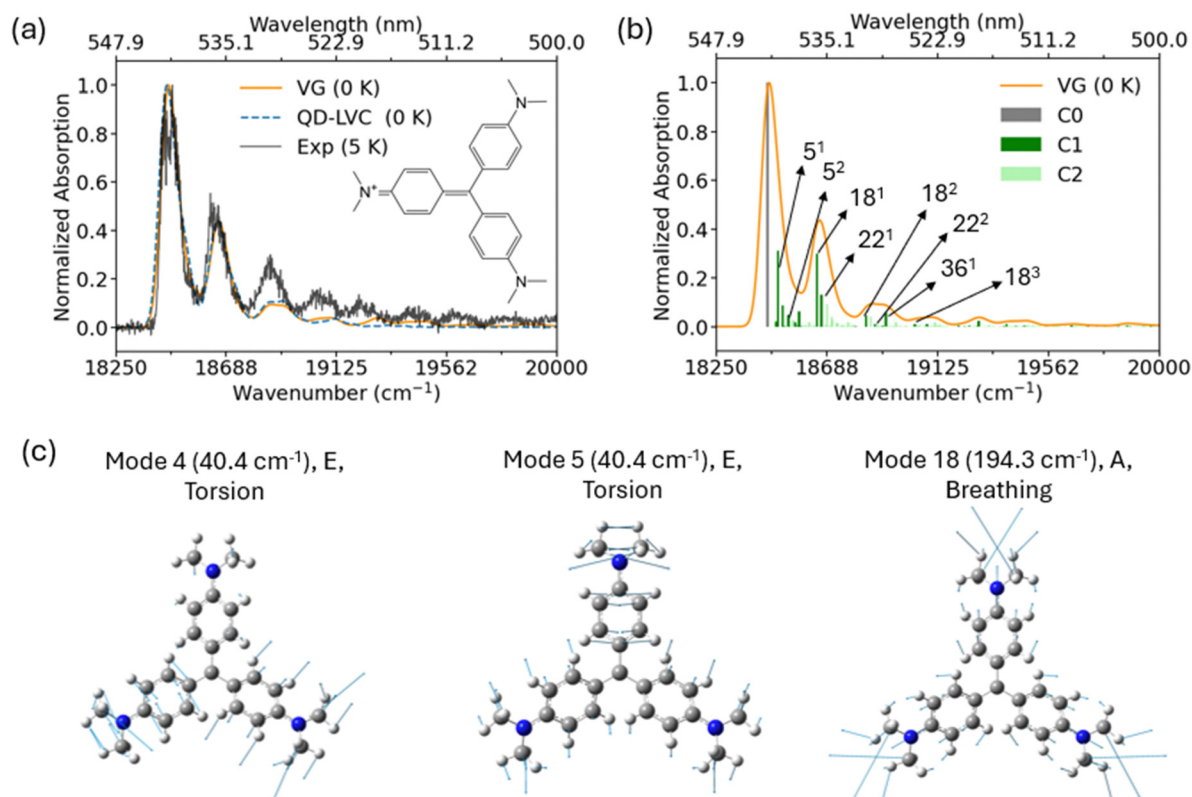 (a)
Wavelength (nm)
547.9 535.1 522.9 511.2 500.0
Normalized Absorption
1.0
0.8
0.6
0.4
0.2
0.0
VG (0 K)
QD-LVC (0 K)
Exp (5 K)
N
N⁺
N
18250 18688 19125 19562 20000
Wavenumber (cm⁻¹)
(b)
Wavelength (nm)
547.9 535.1 522.9 511.2 500.0
Normalized Absorption
1.0
0.8
0.6
0.4
0.2
0.0
VG (0 K)
C0
C1
C2
5¹
5²
18¹
22¹
18²
22²
36¹
18³
18250 18688 19125 19562 20000
Wavenumber (cm⁻¹)
(c)
Mode 4 (40.4 cm⁻¹), E,
Torsion
Mode 5 (40.4 cm⁻¹), E,
Torsion
Mode 18 (194.3 cm⁻¹), A,
Breathing